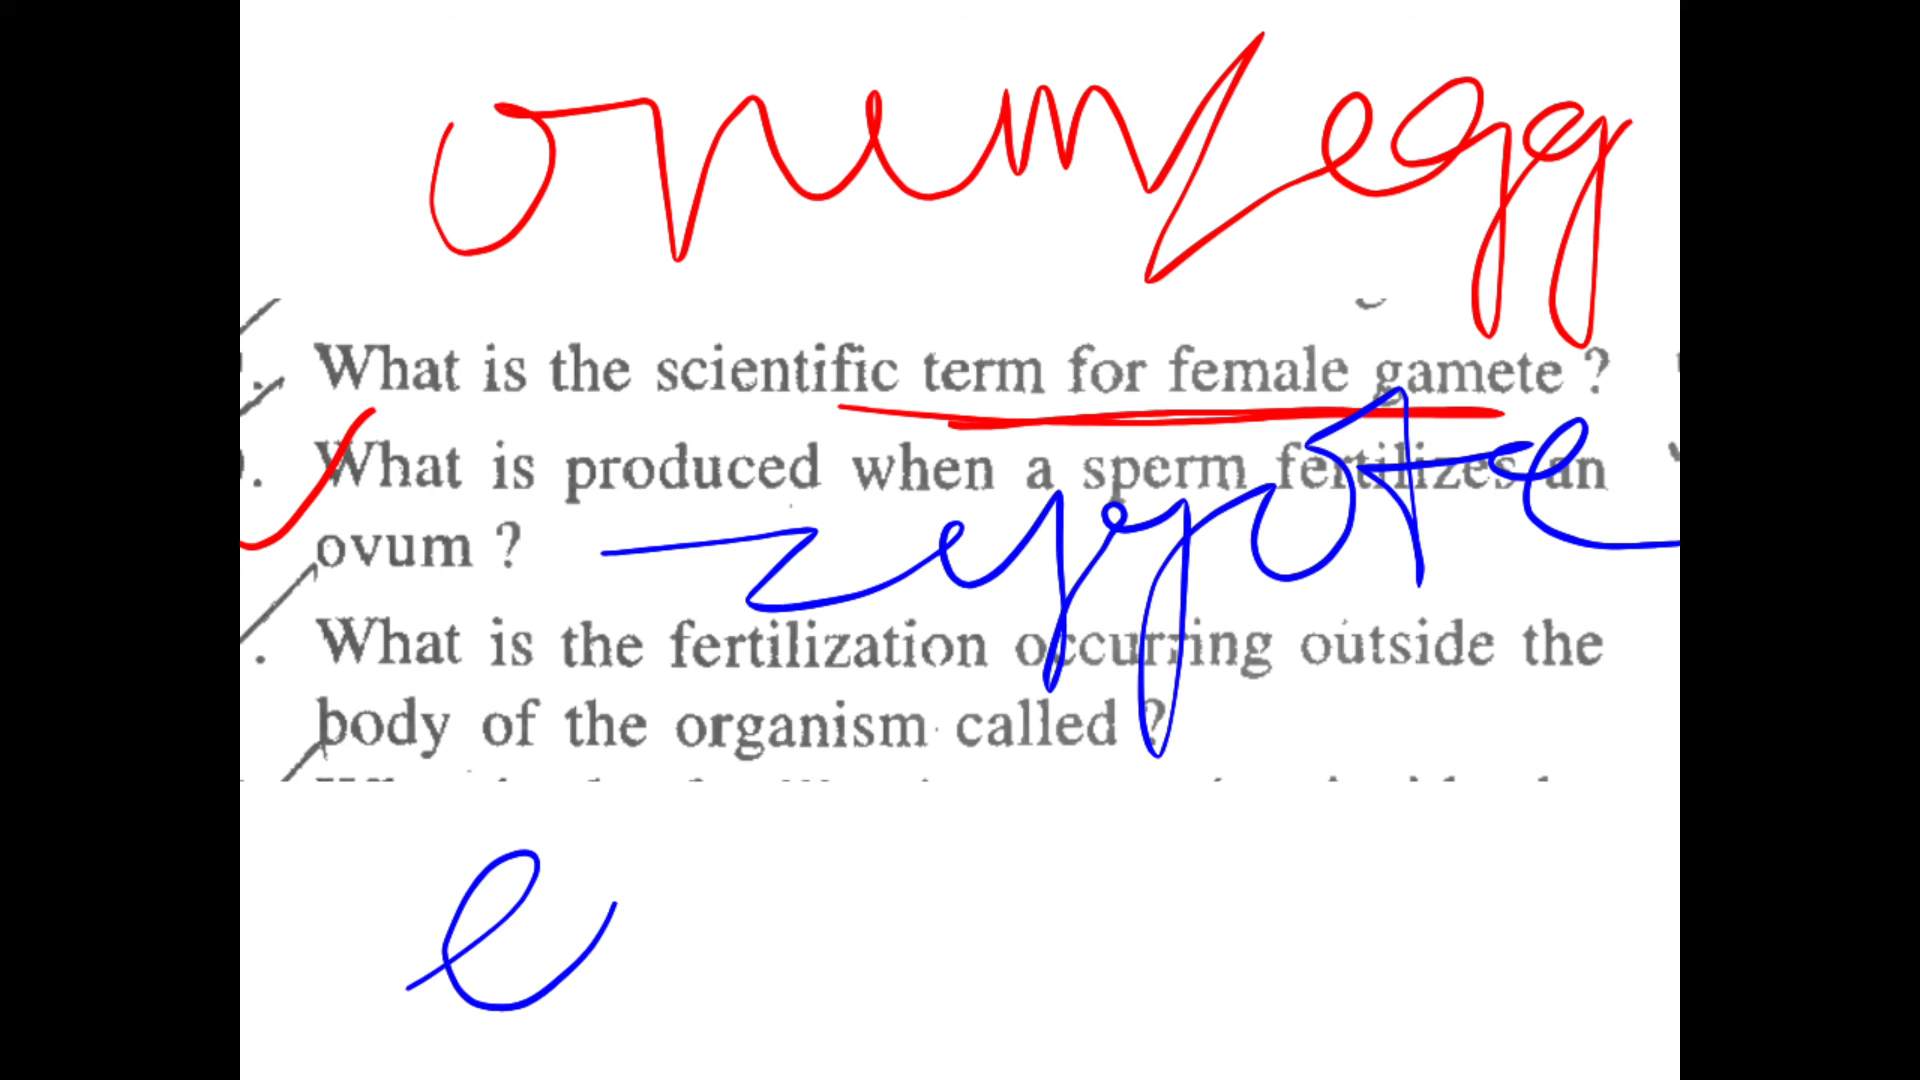 ovum/egg
What is the scientific term for female gamete ?
What is produced when a sperm fertilizes an
ovum ? zygote
What is the fertilization occurring outside the
body of the organism called ?
e